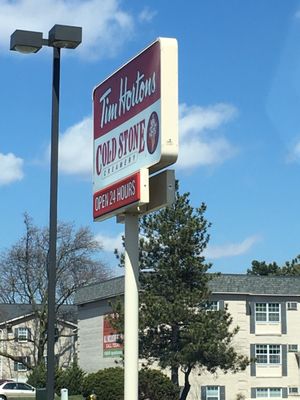 Tim Hortons
COLD STONE
CREAMERY
OPEN 24 HOURS